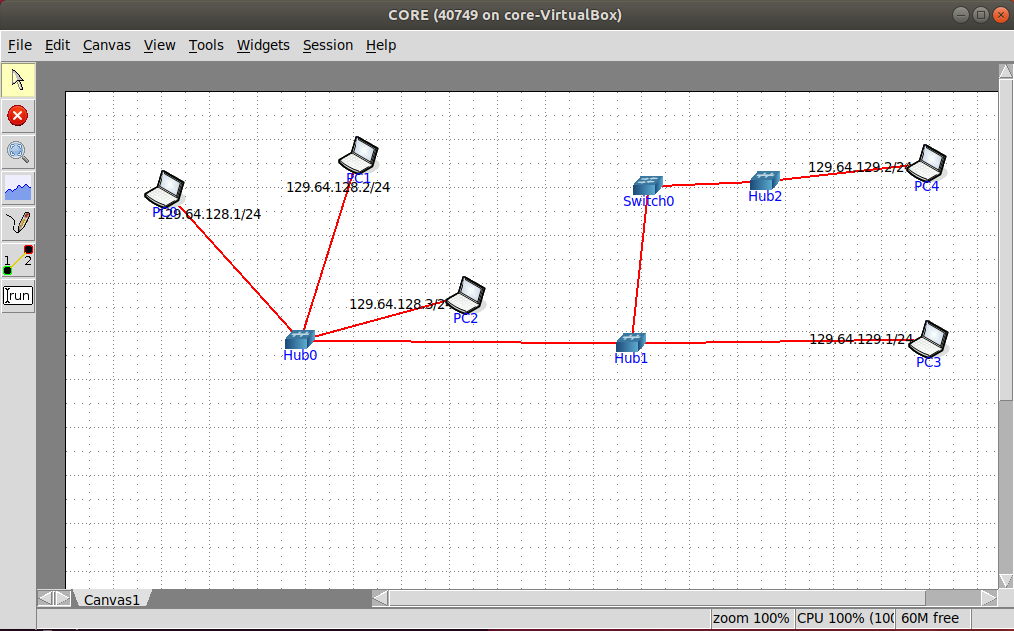 CORE (40749 on core-VirtualBox)
File Edit Canvas View Tools Widgets Session Help
PC1
129.64.128.2/24
PC0
129.64.128.1/24
129.64.129.2/24
PC4
Switch0
Hub2
129.64.128.3/24
PC2
Hub0
Hub1
129.64.129.1/24
PC3
1 2
run
Canvas1
zoom 100% CPU 100% (100 60M free